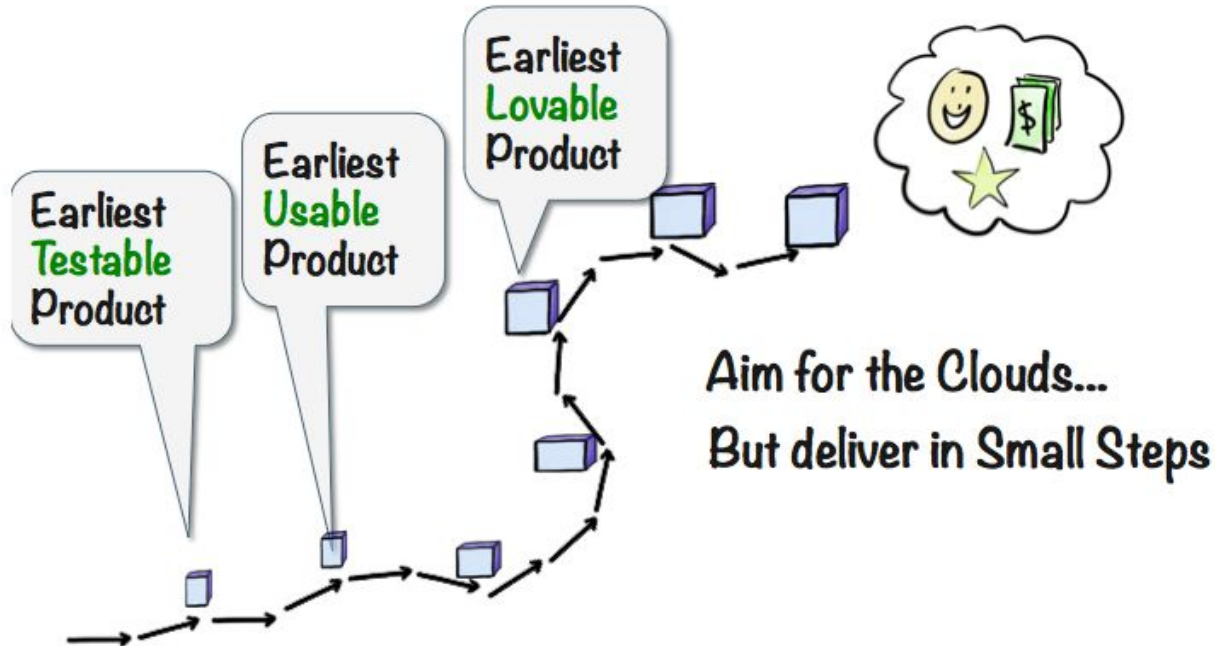 Earliest
Testable
Product
Earliest
Usable
Product
Earliest
Lovable
Product
$
Aim for the Clouds...
But deliver in Small Steps